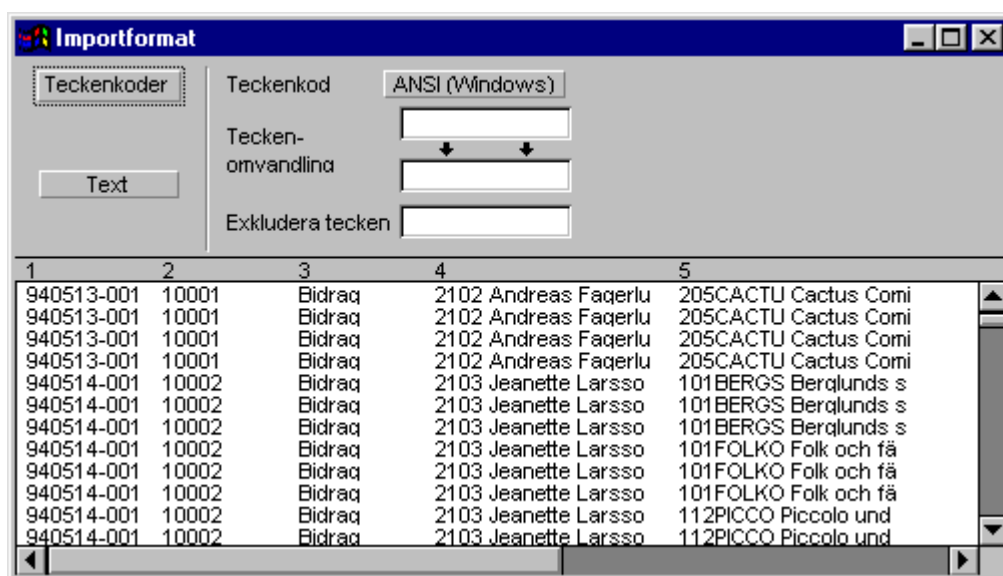 Importformat
Teckenkoder
Teckenkod ANSI (Windows)
Tecken-
omvandling
Text
Exkludera tecken
1 2 3 4 5
940513-001 10001 Bidrag 2102 Andreas Fagerlu 205CACTU Cactus Comi
940513-001 10001 Bidrag 2102 Andreas Fagerlu 205CACTU Cactus Comi
940513-001 10001 Bidrag 2102 Andreas Fagerlu 205CACTU Cactus Comi
940513-001 10001 Bidrag 2102 Andreas Fagerlu 205CACTU Cactus Comi
940514-001 10002 Bidrag 2103 Jeanette Larsso 101BERGS Berglunds s
940514-001 10002 Bidrag 2103 Jeanette Larsso 101BERGS Berglunds s
940514-001 10002 Bidrag 2103 Jeanette Larsso 101BERGS Berglunds s
940514-001 10002 Bidrag 2103 Jeanette Larsso 101FOLKO Folk och fä
940514-001 10002 Bidrag 2103 Jeanette Larsso 101FOLKO Folk och fä
940514-001 10002 Bidrag 2103 Jeanette Larsso 101FOLKO Folk och fä
940514-001 10002 Bidrag 2103 Jeanette Larsso 112PICCO Piccolo und
940514-001 10002 Bidrag 2103 Jeanette Larsso 112PICCO Piccolo und